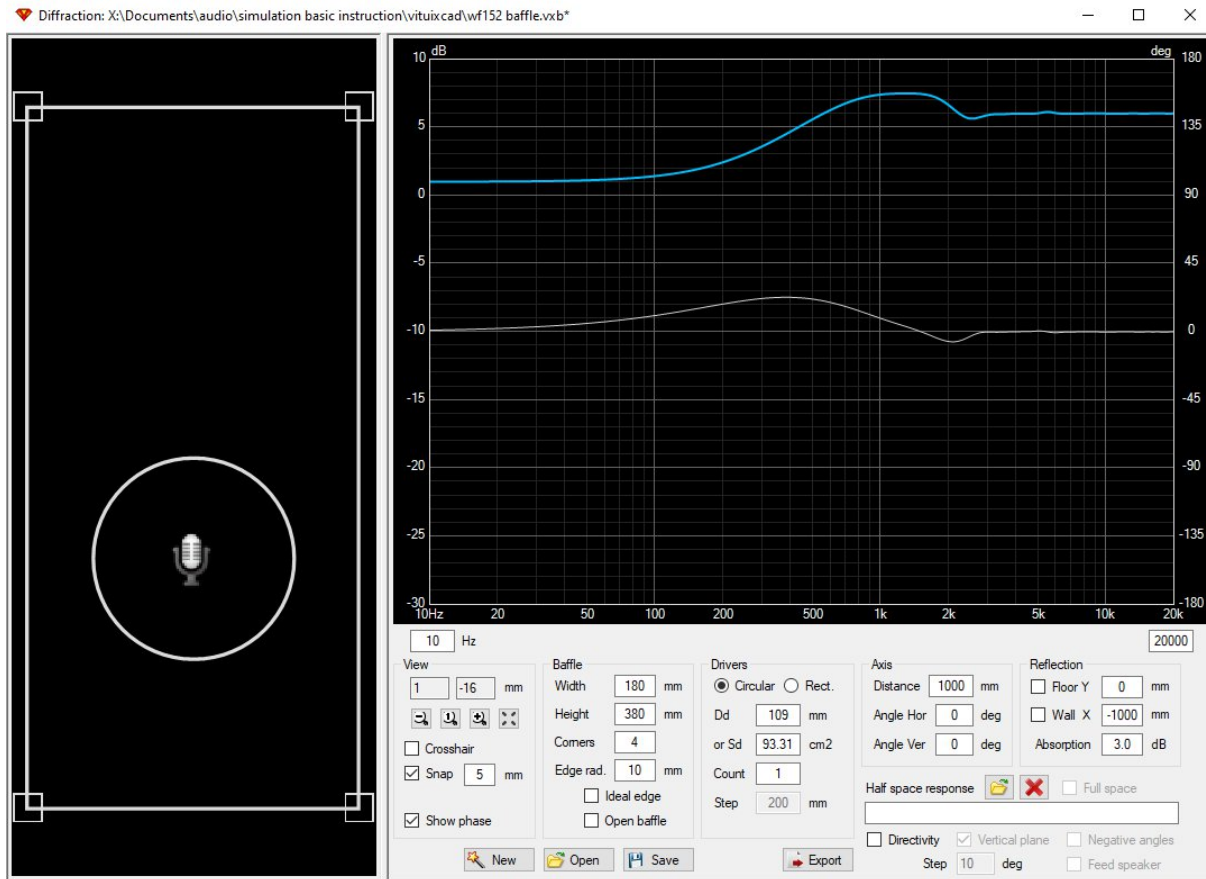 Diffraction: X:\Documents\audio\simulation basic instruction\vituixcad\wf152 baffle.vxb*
10 dB deg 180
5 135
0 90
-5 45
-10 0
-15 -45
-20 -90
-25 -135
-30 -180
10Hz 20 50 100 200 500 1k 2k 5k 10k 20k
10 Hz 20000
View Baffle Drivers Axis Reflection
1 -16 mm Width 180 mm Circular Rect. Distance 1000 mm Floor Y 0 mm
1 Height 380 mm Dd 109 mm Angle Hor 0 deg Wall X -1000 mm
Crosshair Corners 4 or Sd 93.31 cm2 Angle Ver 0 deg Absorption 3.0 dB
Snap 5 mm Edge rad. 10 mm Count 1
Ideal edge Step 200 mm Half space response Full space
Show phase Open baffle
Directivity Vertical plane Negative angles
New Open Save Export Step 10 deg Feed speaker